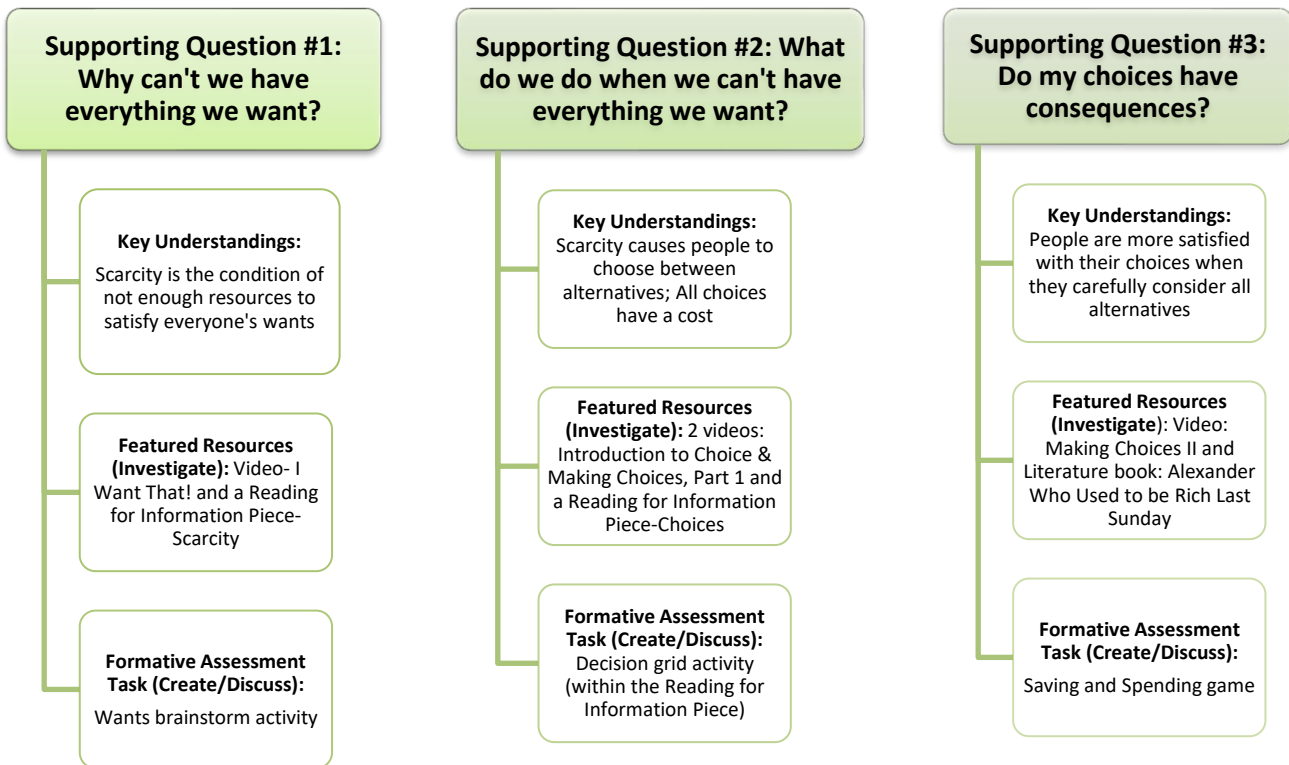 Supporting Question #1:
Why can't we have
everything we want?
Key Understandings:
Scarcity is the condition of
not enough resources to
satisfy everyone's wants
Featured Resources
(Investigate): Video- I
Want That! and a Reading
for Information Piece-
Scarcity
Formative Assessment
Task (Create/Discuss):
Wants brainstorm activity
Supporting Question #2: What
do we do when we can't have
everything we want?
Key Understandings:
Scarcity causes people to
choose between
alternatives; All choices
have a cost
Featured Resources
(Investigate): 2 videos:
Introduction to Choice &
Making Choices, Part 1 and
a Reading for Information
Piece-Choices
Formative Assessment
Task (Create/Discuss):
Decision grid activity
(within the Reading for
Information Piece)
Supporting Question #3:
Do my choices have
consequences?
Key Understandings:
People are more satisfied
with their choices when
they carefully consider all
alternatives
Featured Resources
(Investigate): Video:
Making Choices II and
Literature book: Alexander
Who Used to be Rich Last
Sunday
Formative Assessment
Task (Create/Discuss):
Saving and Spending game